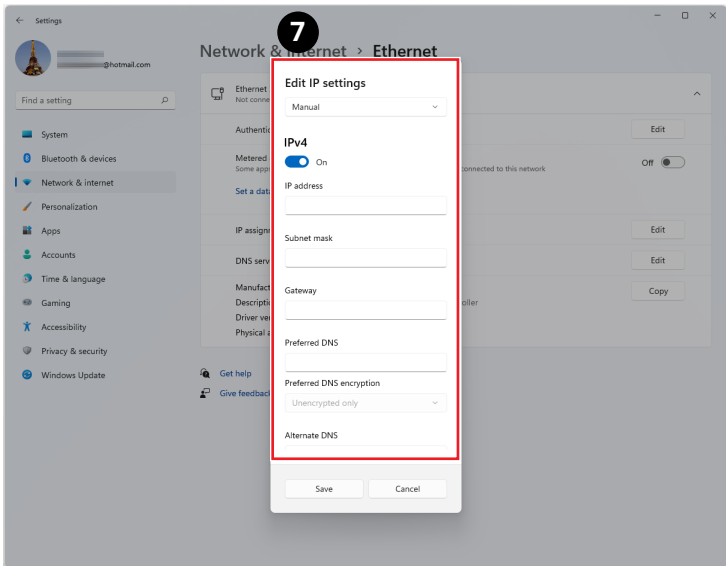 Settings
7
Network & Internet > Ethernet
@hotmail.com
Find a setting
System
Bluetooth & devices
Network & internet
Personalization
Apps
Accounts
Time & language
Gaming
Accessibility
Privacy & security
Windows Update
Ethernet
Not conne
Authentic
Edit
Metered
Some app
connected to this network
Off
Set a data
IP assign
Edit
DNS serv
Edit
Manufact
Copy
Descripti
oller
Driver ve
Physical a
Get help
Give feedback
Edit IP settings
Manual
IPv4
On
IP address
Subnet mask
Gateway
Preferred DNS
Preferred DNS encryption
Unencrypted only
Alternate DNS
Save
Cancel